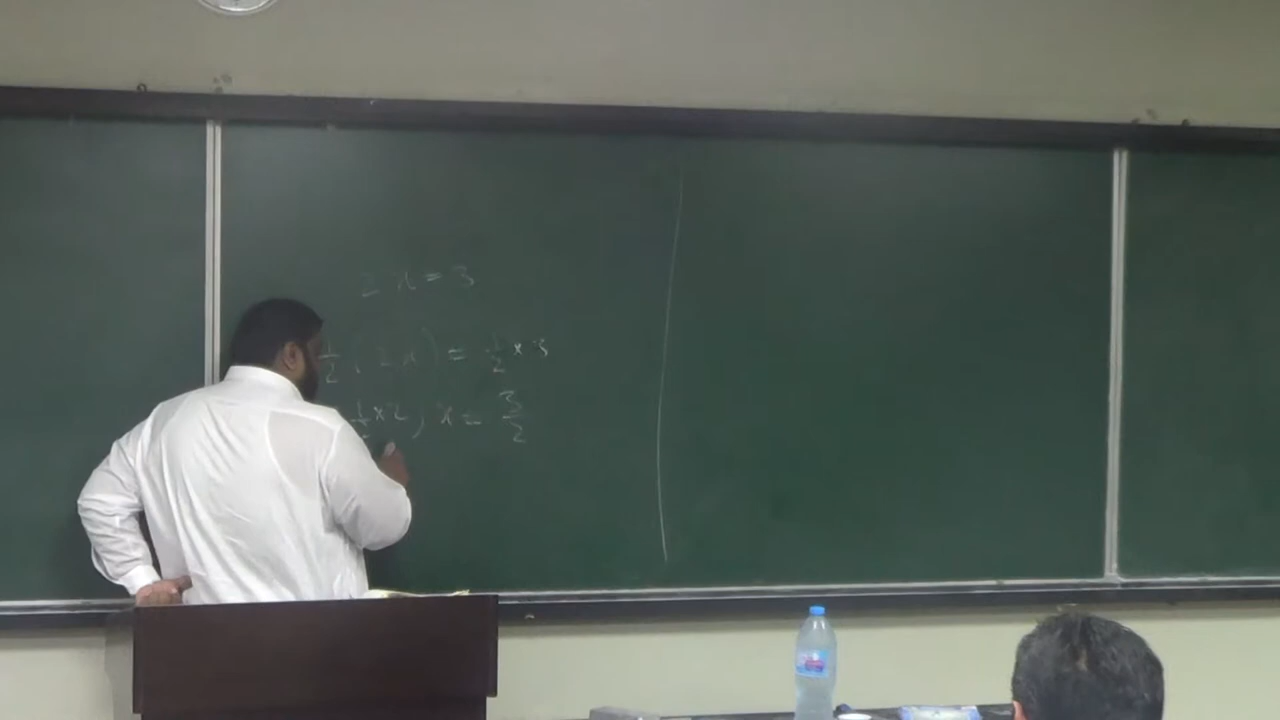 2x = 3
1/2 (2x) = 1/2 × 3
1/2 × 2) x = 3/2